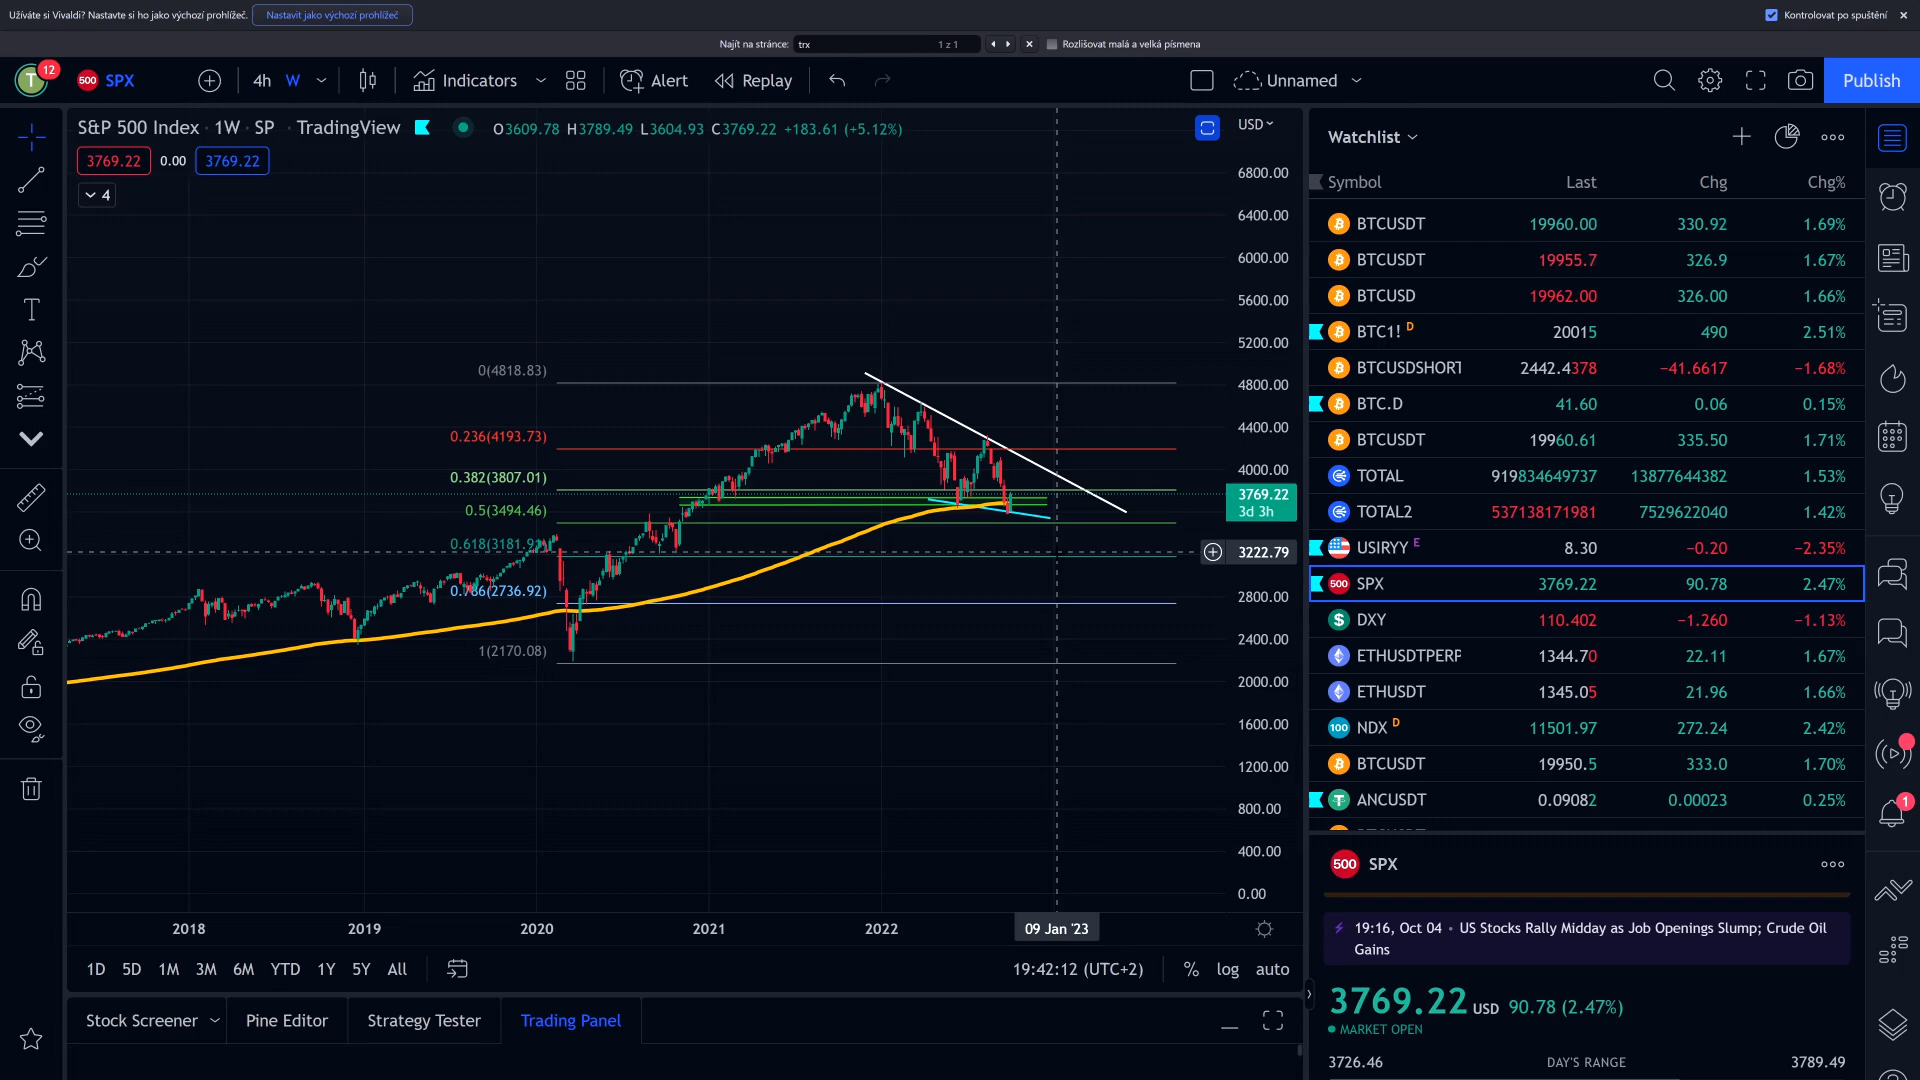 Užíváte si Vivaldi? Nastavte si ho jako výchozí prohlížeč. Nastavit jako výchozí prohlížeč Kontrolovat po spuštění
Najít na stránce: trx 1 z 1 Rozlišovat malá a velká písmena
T 12 500 SPX 4h W Indicators Alert Replay Unnamed Publish
S&P 500 Index · 1W · SP · TradingView O3609.78 H3789.49 L3604.93 C3769.22 +183.61 (+5.12%) USD
3769.22 0.00 3769.22
4
6800.00
6400.00
6000.00
5600.00
5200.00
4800.00
4400.00
4000.00
3769.22
3d 3h
3222.79
2800.00
2400.00
2000.00
1600.00
1200.00
800.00
400.00
0.00
0(4818.83)
0.236(4193.73)
0.382(3807.01)
0.5(3494.46)
0.618(3181.9
0.786(2736.92)
1(2170.08)
2018 2019 2020 2021 2022 09 Jan '23
1D 5D 1M 3M 6M YTD 1Y 5Y All 19:42:12 (UTC+2) % log auto
Stock Screener Pine Editor Strategy Tester Trading Panel
Watchlist
Symbol Last Chg Chg%
BTCUSDT 19960.00 330.92 1.69%
BTCUSDT 19955.7 326.9 1.67%
BTCUSD 19962.00 326.00 1.66%
BTC1! D 20015 490 2.51%
BTCUSDSHORT 2442.4378 −41.6617 −1.68%
BTC.D 41.60 0.06 0.15%
BTCUSDT 19960.61 335.50 1.71%
TOTAL 919834649737 13877644382 1.53%
TOTAL2 537138171981 7529622040 1.42%
USIRYY E 8.30 −0.20 −2.35%
500 SPX 3769.22 90.78 2.47%
$ DXY 110.402 −1.260 −1.13%
ETHUSDTPERP 1344.70 22.11 1.67%
ETHUSDT 1345.05 21.96 1.66%
100 NDX D 11501.97 272.24 2.42%
BTCUSDT 19950.5 333.0 1.70%
ANCUSDT 0.09082 0.00023 0.25%
500 SPX
19:16, Oct 04 • US Stocks Rally Midday as Job Openings Slump; Crude Oil
Gains
3769.22 USD 90.78 (2.47%)
MARKET OPEN
3726.46 DAY'S RANGE 3789.49
1